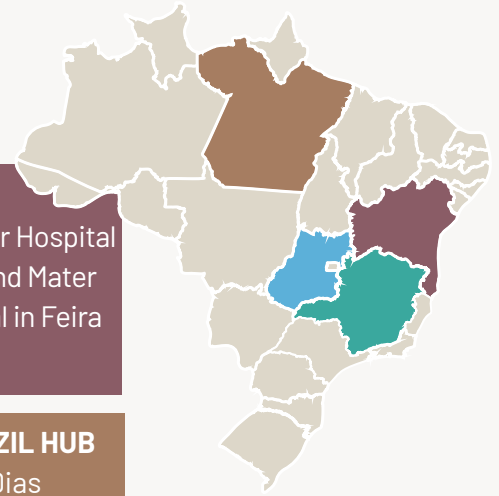 r Hospital
nd Mater
l in Feira
ZIL HUB
Dias